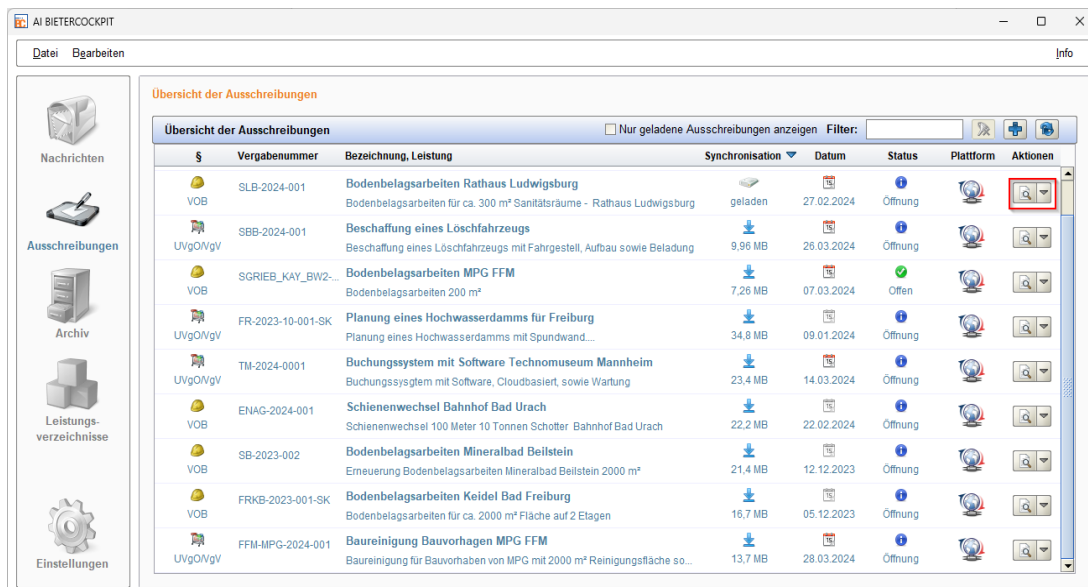 AI BIETERCOCKPIT
Datei Bearbeiten Info
Nachrichten
Ausschreibungen
Archiv
Leistungs-
verzeichnisse
Einstellungen
Übersicht der Ausschreibungen
Übersicht der Ausschreibungen Nur geladene Ausschreibungen anzeigen Filter:
§ Vergabenummer Bezeichnung, Leistung Synchronisation Datum Status Plattform Aktionen
VOB SLB-2024-001 Bodenbelagsarbeiten Rathaus Ludwigsburg
Bodenbelagsarbeiten für ca. 300 m² Sanitätsräume - Rathaus Ludwigsburg geladen 27.02.2024 Öffnung
UVgO/VgV SBB-2024-001 Beschaffung eines Löschfahrzeugs
Beschaffung eines Löschfahrzeugs mit Fahrgestell, Aufbau sowie Beladung 9,96 MB 26.03.2024 Öffnung
VOB SGRIEB_KAY_BW2-... Bodenbelagsarbeiten MPG FFM
Bodenbelagsarbeiten 200 m² 7,26 MB 07.03.2024 Offen
UVgO/VgV FR-2023-10-001-SK Planung eines Hochwasserdamms für Freiburg
Planung eines Hochwasserdamms mit Spundwand.... 34,8 MB 09.01.2024 Öffnung
UVgO/VgV TM-2024-0001 Buchungssystem mit Software Technomuseum Mannheim
Buchungssysgtem mit Software, Cloudbasiert, sowie Wartung 23,4 MB 14.03.2024 Öffnung
VOB ENAG-2024-001 Schienenwechsel Bahnhof Bad Urach
Schienenwechsel 100 Meter 10 Tonnen Schotter Bahnhof Bad Urach 22,2 MB 22.02.2024 Öffnung
VOB SB-2023-002 Bodenbelagsarbeiten Mineralbad Beilstein
Erneuerung Bodenbelagsarbeiten Mineralbad Beilstein 2000 m² 21,4 MB 12.12.2023 Öffnung
VOB FRKB-2023-001-SK Bodenbelagsarbeiten Keidel Bad Freiburg
Bodenbelagsarbeiten für ca. 2000 m² Fläche auf 2 Etagen 16,7 MB 05.12.2023 Öffnung
UVgO/VgV FFM-MPG-2024-001 Baureinigung Bauvorhagen MPG FFM
Baureinigung für Bauvorhaben von MPG mit 2000 m² Reinigungsfläche so... 13,7 MB 28.03.2024 Öffnung